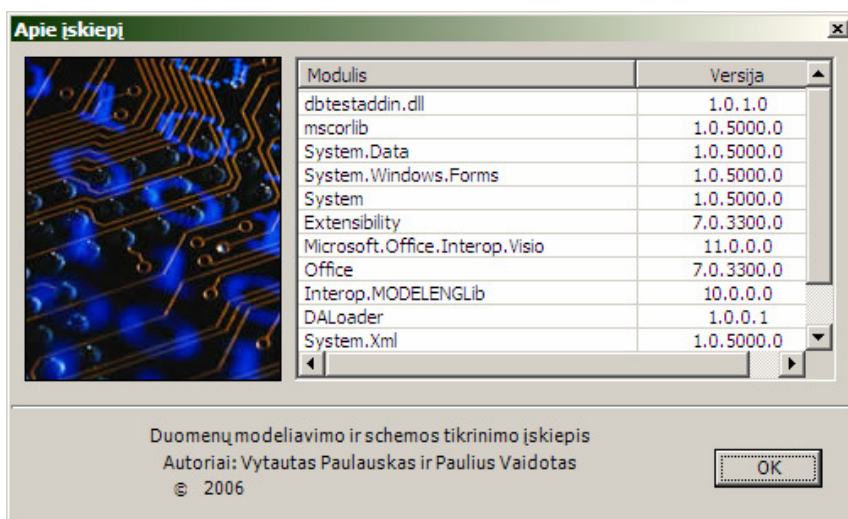 Apie įskiepį
Modulis Versija
dbtestaddin.dll 1.0.1.0
mscorlib 1.0.5000.0
System.Data 1.0.5000.0
System.Windows.Forms 1.0.5000.0
System 1.0.5000.0
Extensibility 7.0.3300.0
Microsoft.Office.Interop.Visio 11.0.0.0
Office 7.0.3300.0
Interop.MODELENGLib 10.0.0.0
DALoader 1.0.0.1
System.Xml 1.0.5000.0
Duomenų modeliavimo ir schemos tikrinimo įskiepis
Autoriai: Vytautas Paulauskas ir Paulius Vaidotas
© 2006
OK